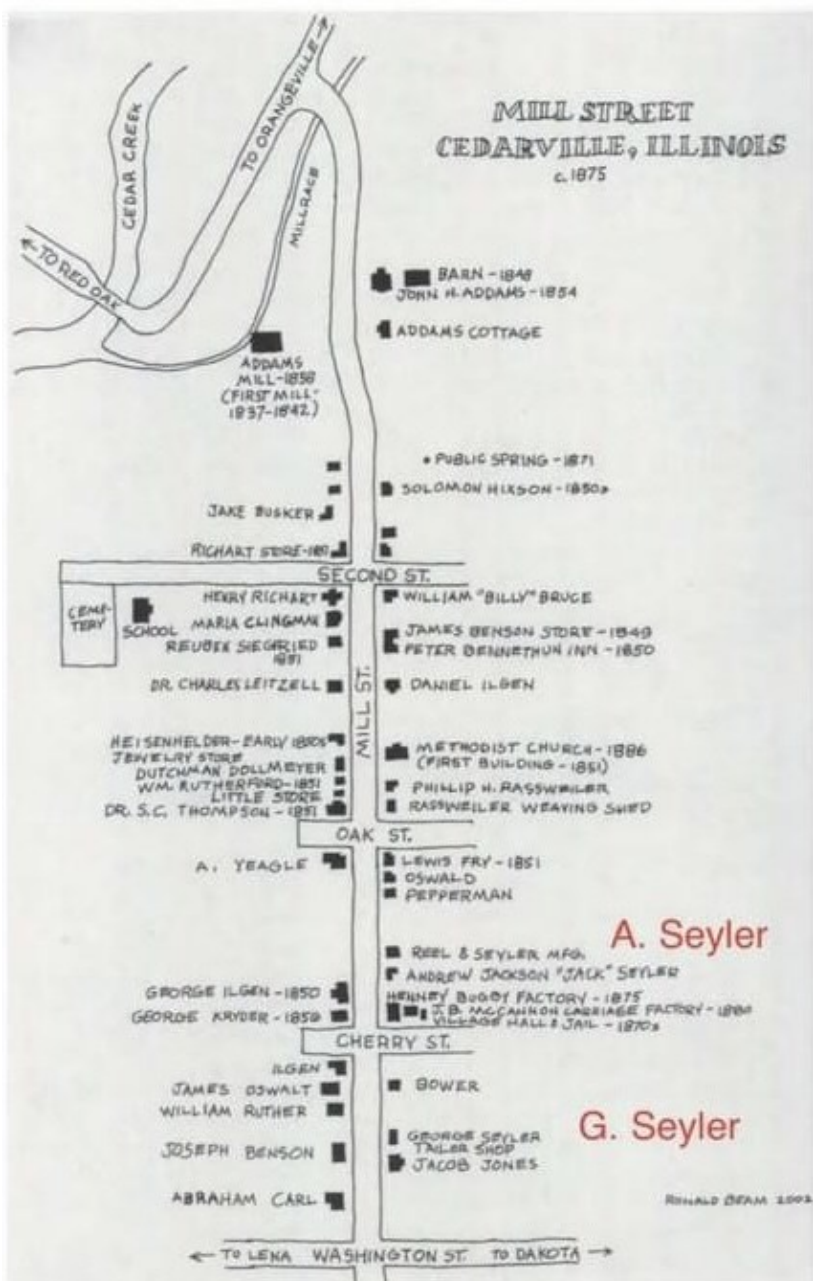 MILL STREET
CEDARVILLE, ILLINOIS
c. 1875
TO ORANGEVILLE
CEDAR CREEK
MILLRACE
TO RED OAK
BARN - 1848
JOHN H. ADDAMS - 1854
ADDAMS COTTAGE
ADDAMS
MILL - 1858
(FIRST MILL -
1837-1842)
PUBLIC SPRING - 1871
SOLOMON HIXSON - 1850s
JAKE BUSKER
RICHART STORE -
SECOND ST.
CEME-
TERY
SCHOOL
HENRY RICHART
WILLIAM "BILLY" BRUCE
MARIA CLINGMAN
JAMES BENSON STORE - 1849
REUBEN SIEGFRIED
1851
PETER BENNETHUN INN - 1850
DR. CHARLES LEITZELL
DANIEL ILGEN
MILL ST.
HEISENHELDER - EARLY 1850s
JEWELRY STORE
DUTCHMAN DOLLMEYER
WM. RUTHERFORD - 1851
LITTLE STORE
DR. S.C. THOMPSON - 1851
METHODIST CHURCH - 1886
(FIRST BUILDING - 1851)
PHILLIP H. RASSWEILER
RASSWEILER WEAVING SHED
OAK ST.
A. YEAGLE
LEWIS FRY - 1851
OSWALD
PEPPERMAN
A. Seyler
REEL & SEYLER MFG.
ANDREW JACKSON "JACK" SEYLER
GEORGE ILGEN - 1850
HENNEY BUGGY FACTORY - 1875
GEORGE KRYDER - 1850
J.B. MCCANNON CARRIAGE FACTORY - 1880
VILLAGE HALL & JAIL - 1870s
CHERRY ST.
ILGEN
JAMES OSWALT
BOWER
WILLIAM RUTHER
GEORGE SEYLER
TAILER SHOP
G. Seyler
JOSEPH BENSON
JACOB JONES
ABRAHAM CARL
RONALD BEAM 2002
TO LENA WASHINGTON ST. TO DAKOTA